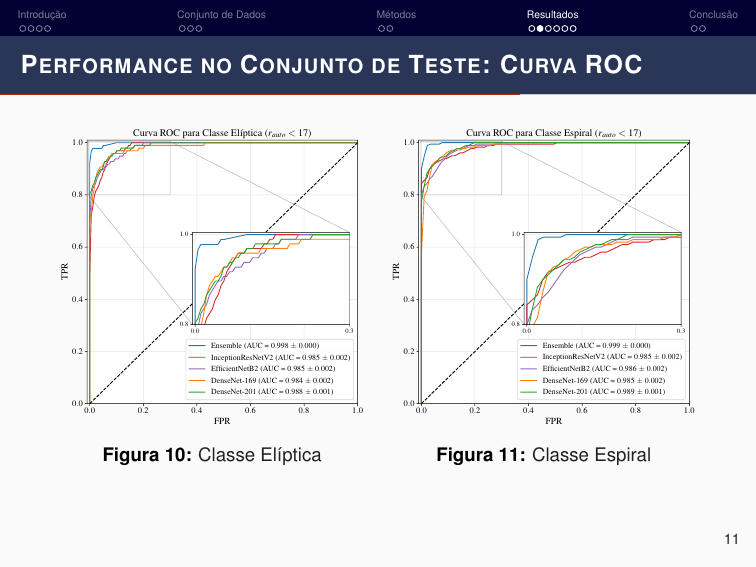 Introdução Conjunto de Dados Métodos Resultados Conclusão
PERFORMANCE NO CONJUNTO DE TESTE: CURVA ROC
Curva ROC para Classe Elíptica (r_auto < 17)
TPR
1.0
0.8
0.6
0.4
0.2
0.0
1.0
0.8
0.0 0.3
Ensemble (AUC = 0.998 ± 0.000)
InceptionResNetV2 (AUC = 0.985 ± 0.002)
EfficientNetB2 (AUC = 0.985 ± 0.002)
DenseNet-169 (AUC = 0.984 ± 0.002)
DenseNet-201 (AUC = 0.988 ± 0.001)
0.0 0.2 0.4 0.6 0.8 1.0
FPR
Figura 10: Classe Elíptica
Curva ROC para Classe Espiral (r_auto < 17)
TPR
1.0
0.8
0.6
0.4
0.2
0.0
1.0
0.8
0.0 0.3
Ensemble (AUC = 0.999 ± 0.000)
InceptionResNetV2 (AUC = 0.985 ± 0.002)
EfficientNetB2 (AUC = 0.986 ± 0.002)
DenseNet-169 (AUC = 0.985 ± 0.002)
DenseNet-201 (AUC = 0.989 ± 0.001)
0.0 0.2 0.4 0.6 0.8 1.0
FPR
Figura 11: Classe Espiral
11